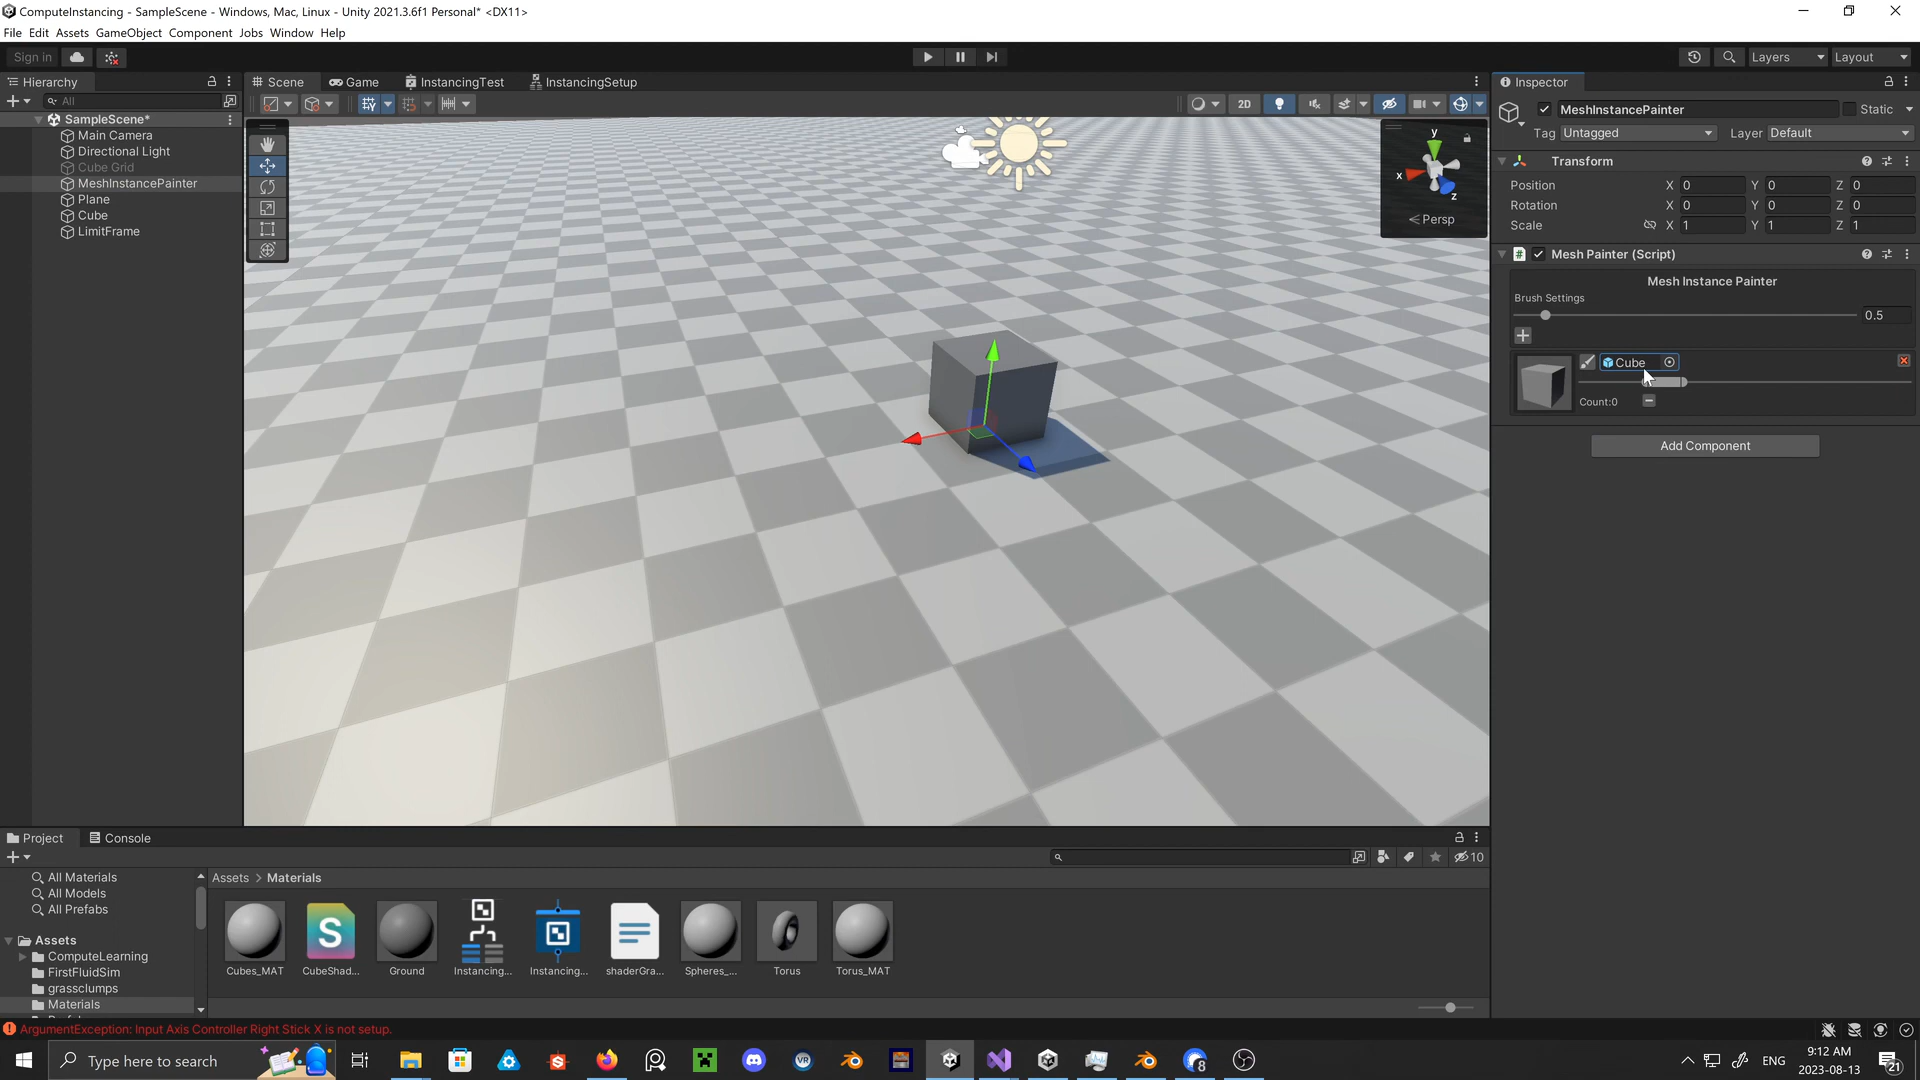 ComputeInstancing - SampleScene - Windows, Mac, Linux - Unity 2021.3.6f1 Personal* <DX11>
File Edit Assets GameObject Component Jobs Window Help
Sign in
Layers
Layout
Hierarchy
All
SampleScene*
Main Camera
Directional Light
Cube Grid
MeshInstancePainter
Plane
Cube
LimitFrame
Scene
Game
InstancingTest
InstancingSetup
2D
y
x
z
Persp
Inspector
MeshInstancePainter
Static
Tag Untagged
Layer Default
Transform
Position X 0 Y 0 Z 0
Rotation X 0 Y 0 Z 0
Scale X 1 Y 1 Z 1
Mesh Painter (Script)
Mesh Instance Painter
Brush Settings
0.5
Cube
Count:0
Add Component
Project
Console
10
All Materials
All Models
All Prefabs
Assets
ComputeLearning
FirstFluidSim
grassclumps
Materials
Assets > Materials
Cubes_MAT
CubeShad...
Ground
Instancing...
Instancing...
shaderGra...
Spheres_...
Torus
Torus_MAT
ArgumentException: Input Axis Controller Right Stick X is not setup.
Type here to search
ENG
9:12 AM
2023-08-13
21